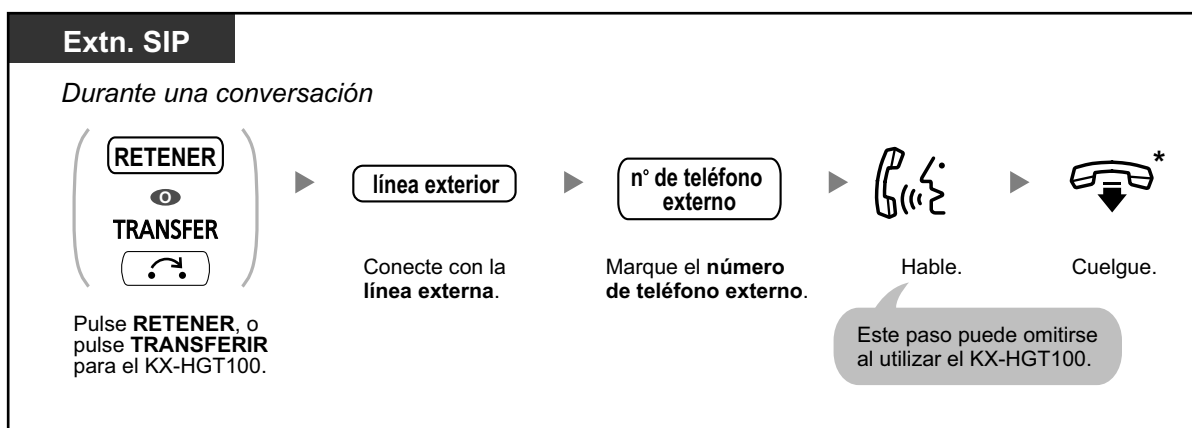 Extn. SIP
Durante una conversación
RETENER
o
TRANSFER
Pulse RETENER, o
pulse TRANSFERIR
para el KX-HGT100.
línea exterior
Conecte con la
línea externa.
n° de teléfono
externo
Marque el número
de teléfono externo.
Hable.
Este paso puede omitirse
al utilizar el KX-HGT100.
*
Cuelgue.